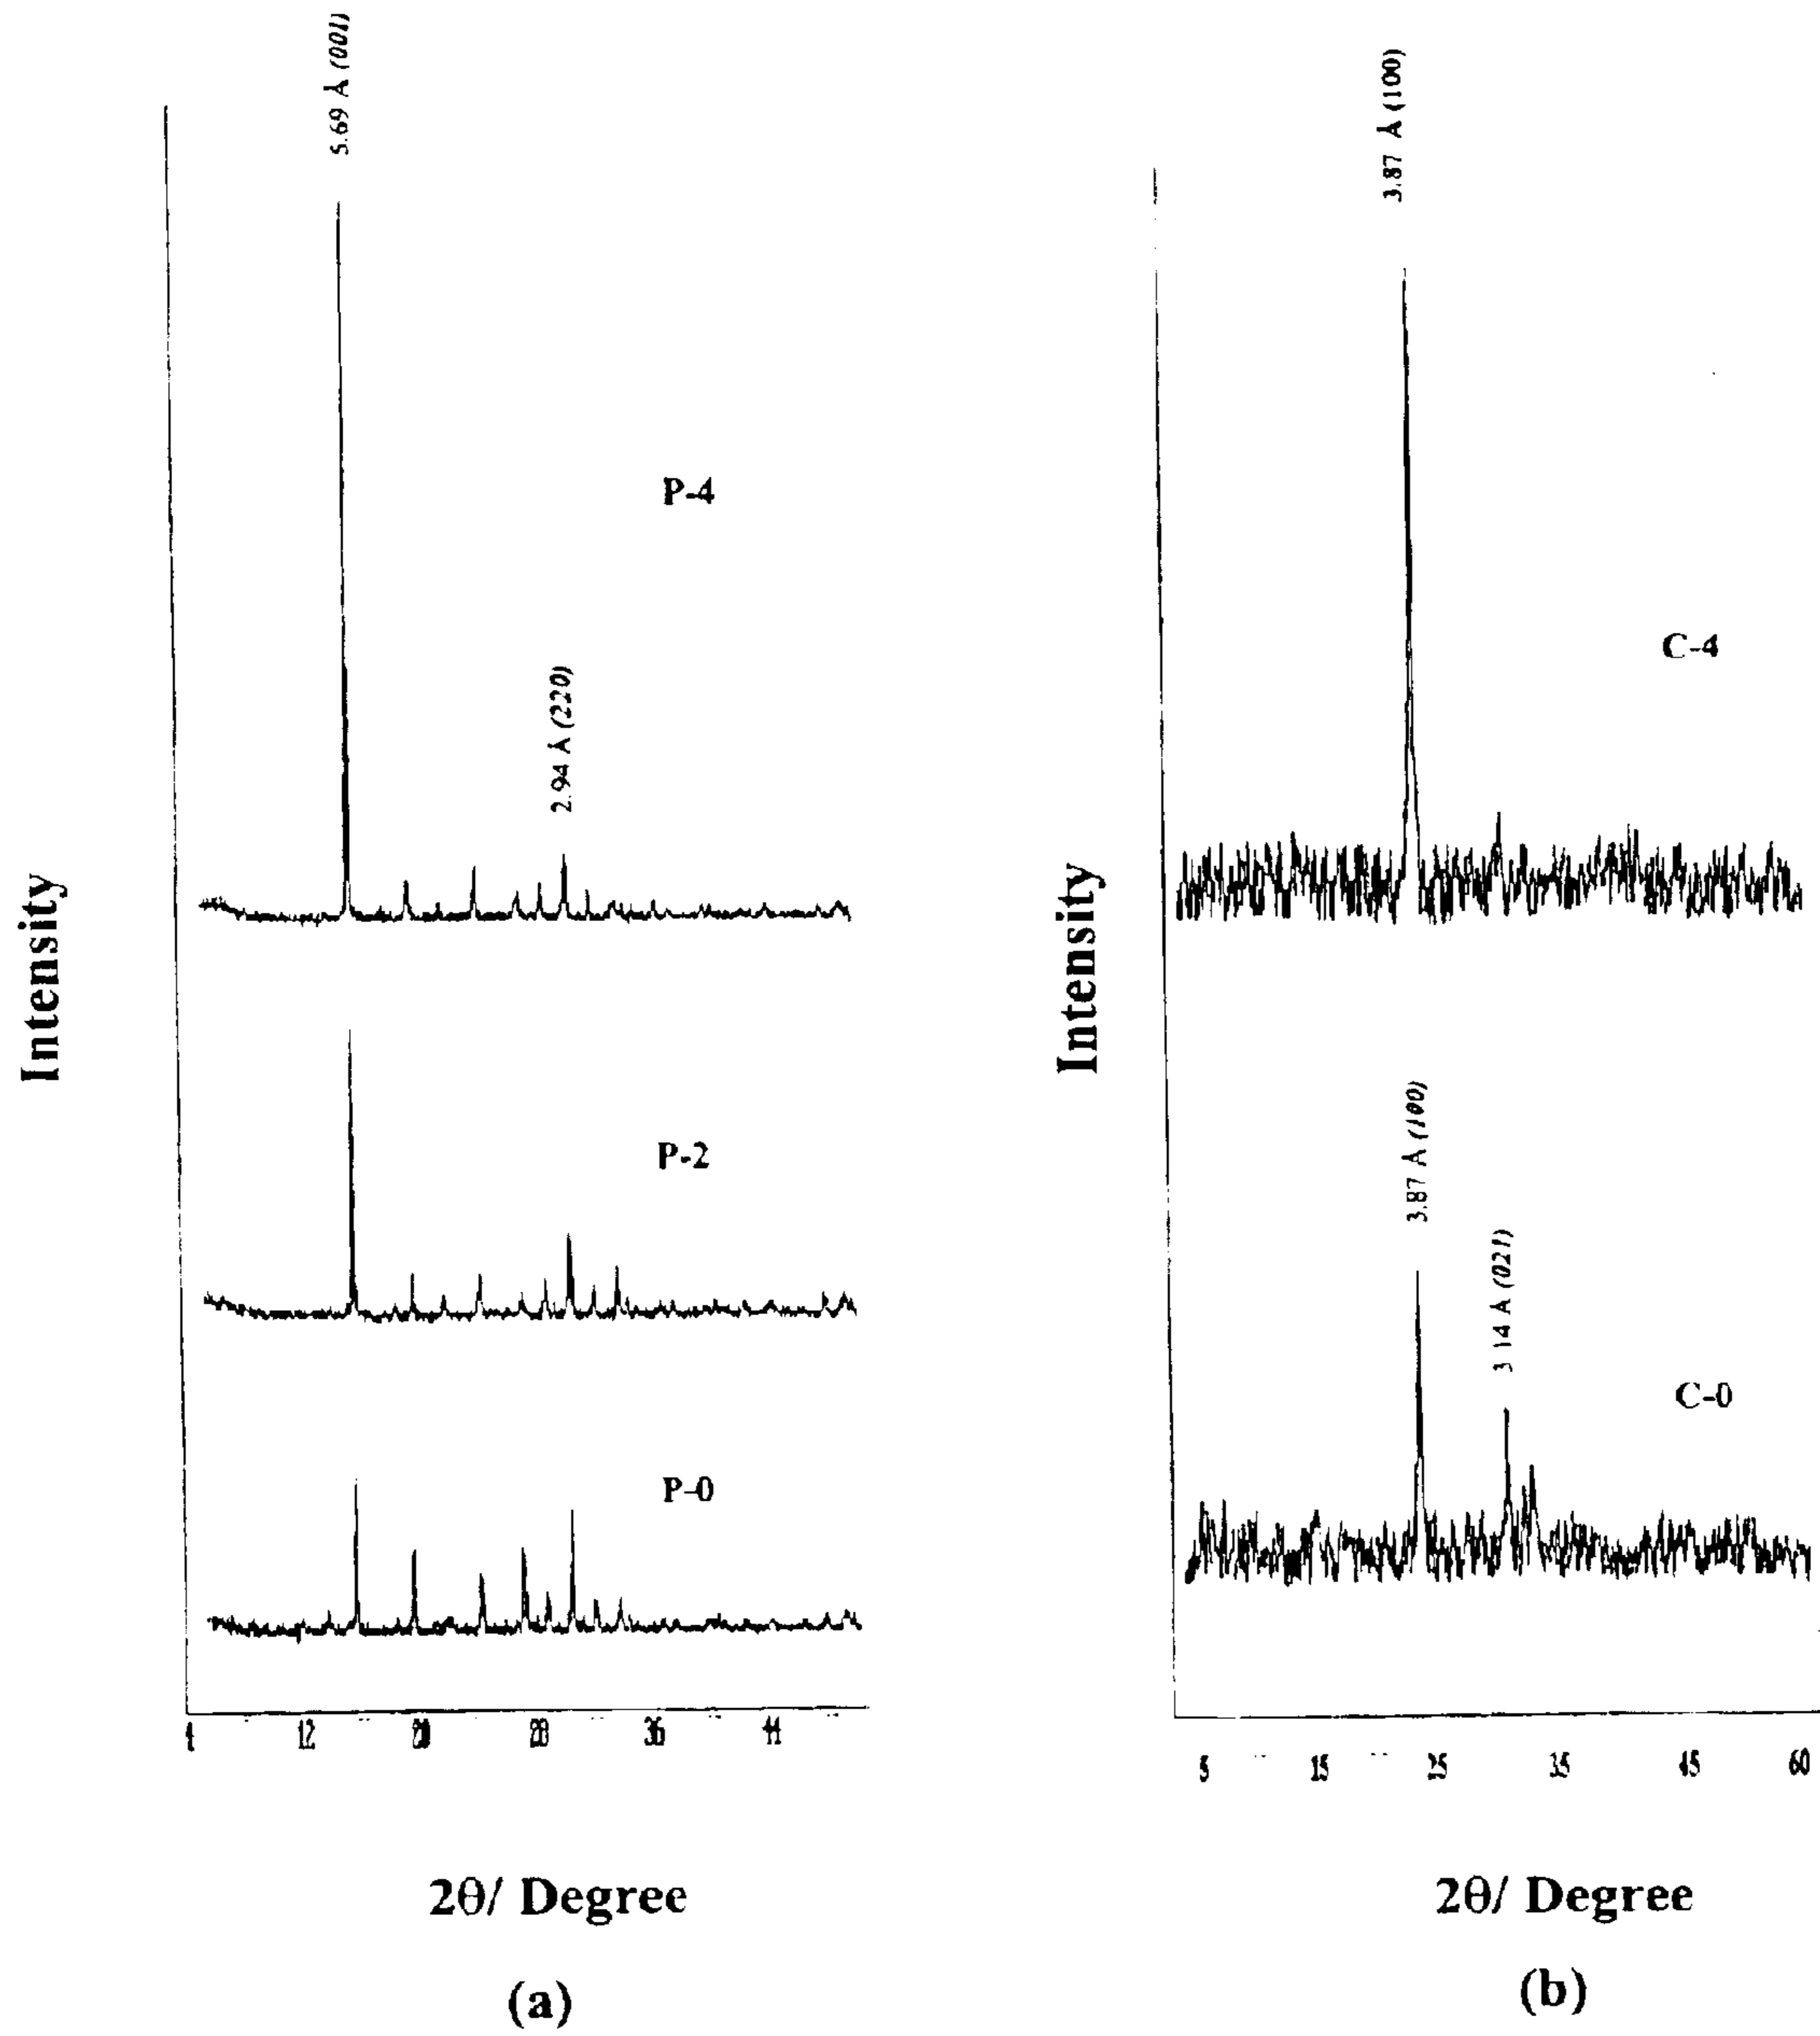 5.69 Å (001)
P-4
2.94 Å (220)
Intensity
P-2
P-0
4 12 20 28 36 44
2θ/ Degree
(a)
3.87 Å (100)
C-4
Intensity
3.87 Å (100)
3.14 Å (021)
C-0
5 15 25 35 45 60
2θ/ Degree
(b)